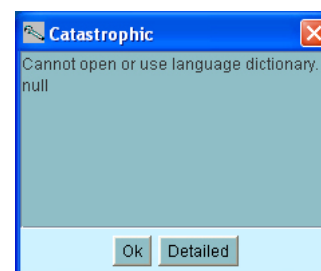 Catastrophic
Cannot open or use language dictionary.
null
Ok Detailed